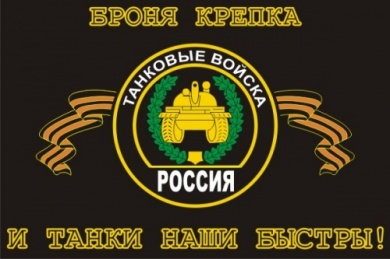 БРОНЯ КРЕПКА
ТАНКОВЫЕ ВОЙСКА
РОССИЯ
И ТАНКИ НАШИ БЫСТРЫ!